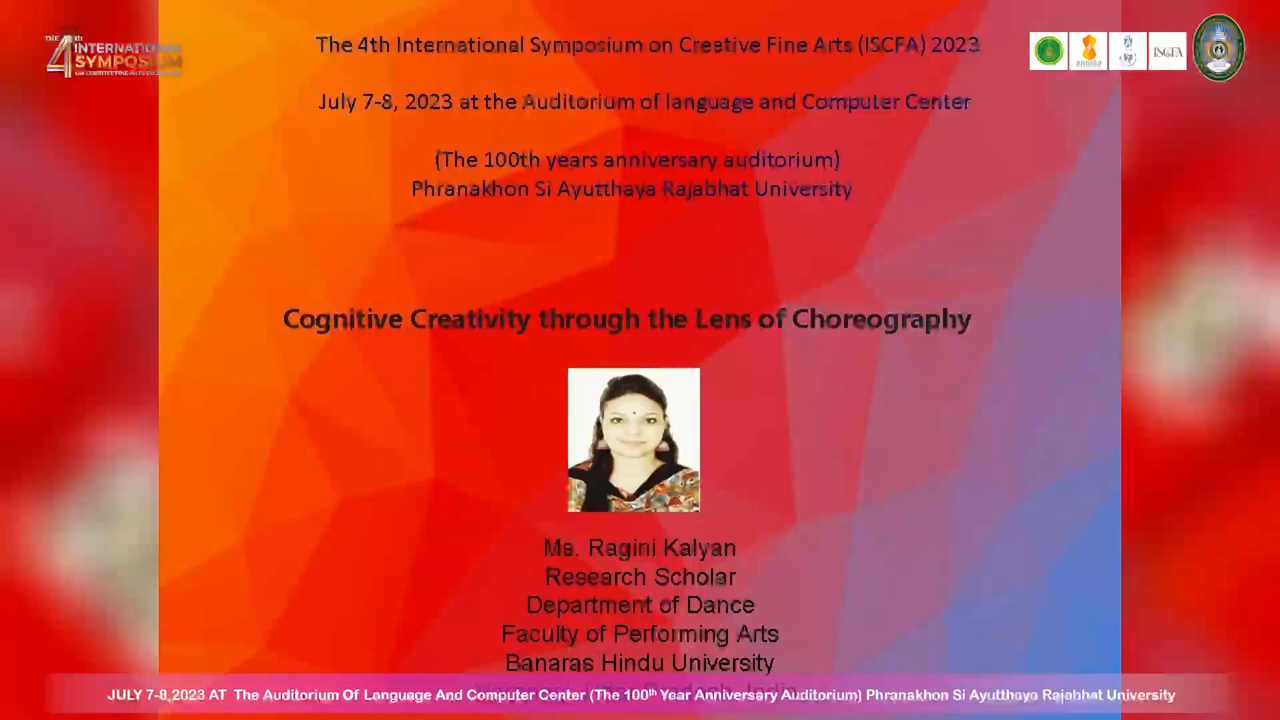 THE 4th
INTERNATIONAL
SYMPOSIUM
ISCFA
The 4th International Symposium on Creative Fine Arts (ISCFA) 2023
July 7-8, 2023 at the Auditorium of language and Computer Center
(The 100th years anniversary auditorium)
Phranakhon Si Ayutthaya Rajabhat University
Cognitive Creativity through the Lens of Choreography
Ms. Ragini Kalyan
Research Scholar
Department of Dance
Faculty of Performing Arts
Banaras Hindu University
JULY 7-8,2023 AT The Auditorium Of Language And Computer Center (The 100th Year Anniversary Auditorium) Phranakhon Si Ayutthaya Rajabhat University